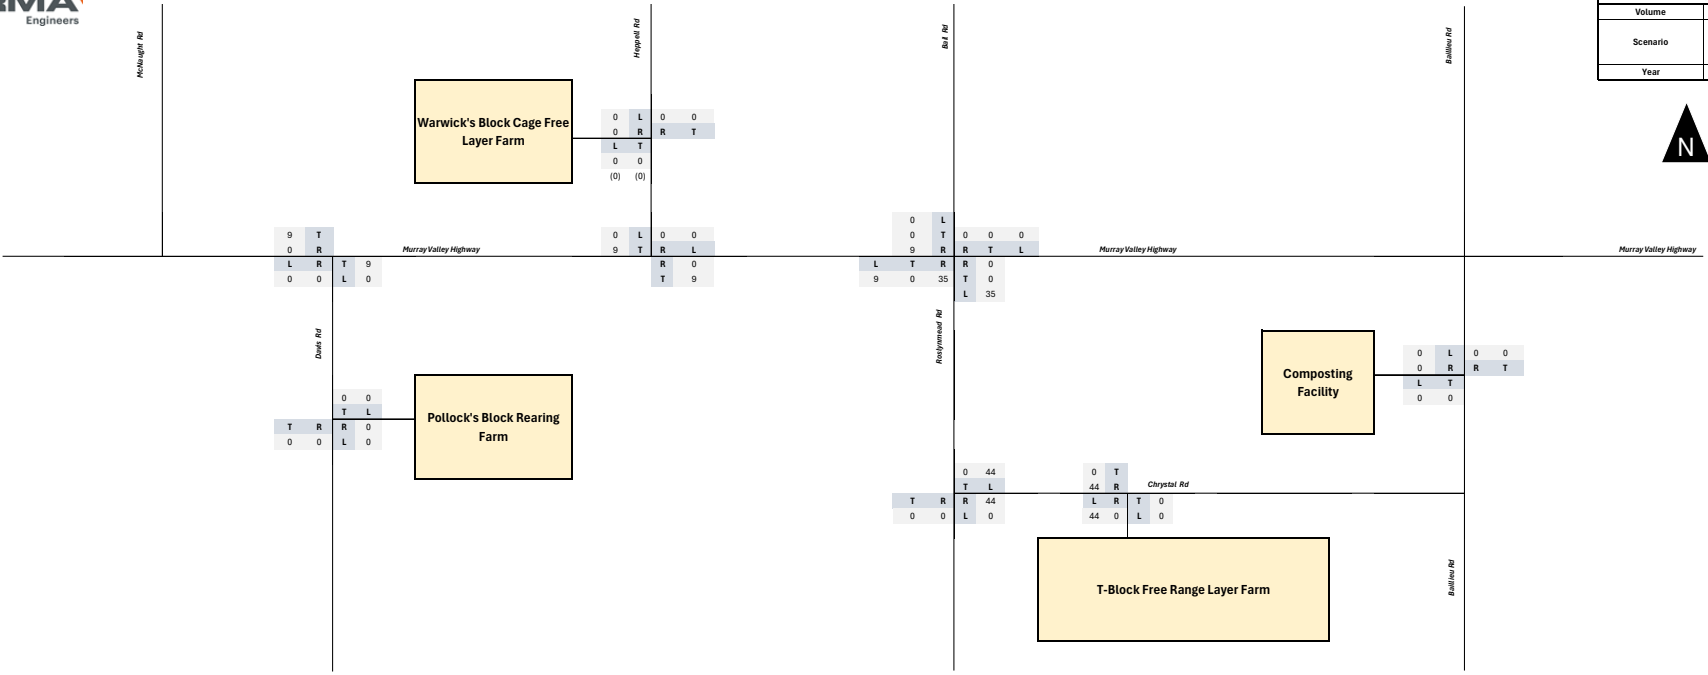 Engineers
Volume
Scenario
Year
N
McNaught Rd
Heppell Rd
Ball Rd
Baillieu Rd
Warwick's Block Cage Free
Layer Farm
0 L 0 0
0 R R T
L T
0 0
(0) (0)
9 T
0 R
L R T 9
0 0 L 0
Murray Valley Highway
0 L 0 0
9 T R L
R 0
T 9
0 L
0 T 0 0 0
9 R R T L
L T R R 0
9 0 35 T 0
L 35
Murray Valley Highway
Murray Valley Highway
Davis Rd
Roslynmead Rd
0 0
T L
T R R 0
0 0 L 0
Pollock's Block Rearing
Farm
Composting
Facility
0 L 0 0
0 R R T
L T
0 0
0 44
T L
T R R 44
0 0 L 0
0 T
44 R
L R T 0
44 0 L 0
Chrystal Rd
T-Block Free Range Layer Farm
Baillieu Rd